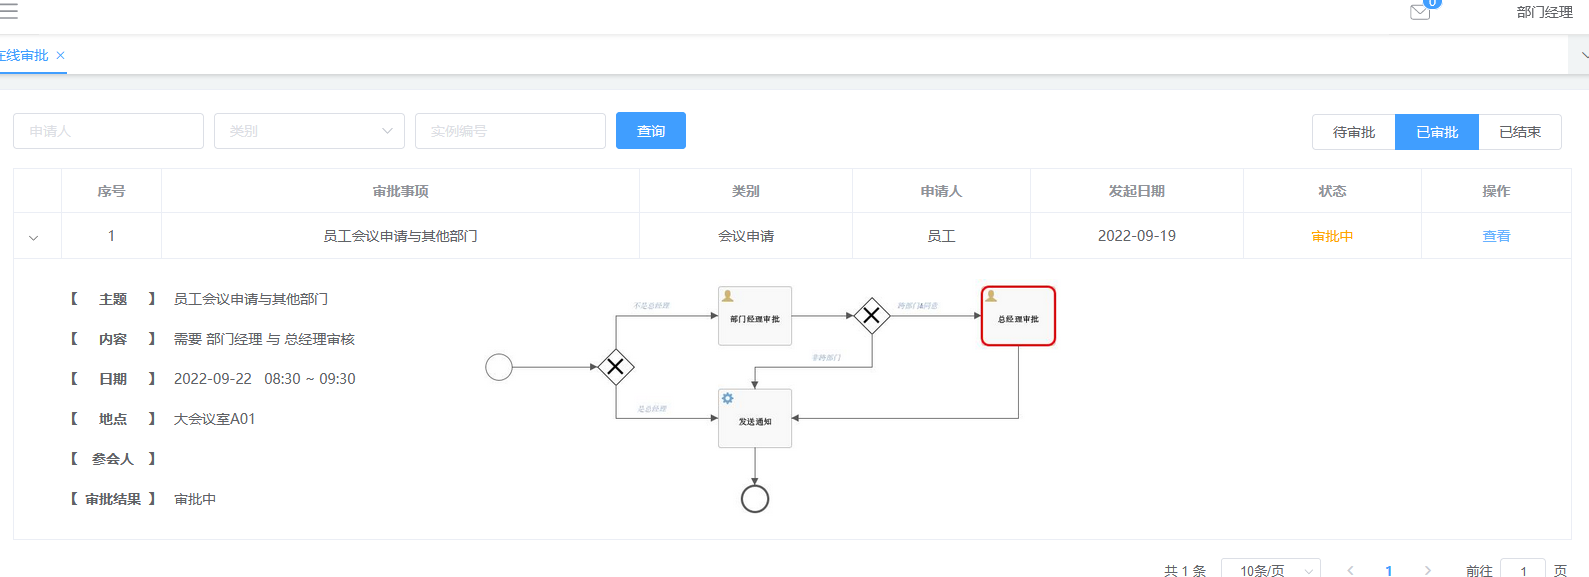 0
部门经理
在线审批 ×
申请人 类别 实例编号 查询 待审批 已审批 已结束
序号 审批事项 类别 申请人 发起日期 状态 操作
1 员工会议申请与其他部门 会议申请 员工 2022-09-19 审批中 查看
【 主题 】 员工会议申请与其他部门
【 内容 】 需要 部门经理 与 总经理审核
【 日期 】 2022-09-22 08:30 ~ 09:30
【 地点 】 大会议室A01
【 参会人 】
【 审批结果 】 审批中
不是总经理
部门经理审批
跨部门&同意
总经理审批
非跨部门
是总经理
发送通知
共 1 条 10条/页 1 前往 1 页